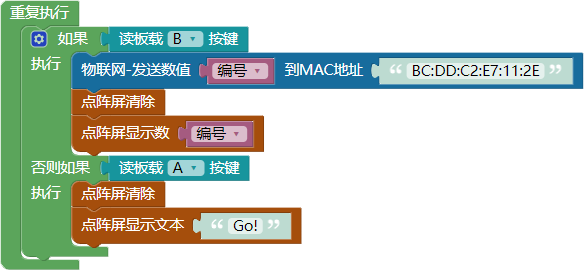 重复执行
如果 读板载 B 按键
执行 物联网-发送数值 编号 到MAC地址 “ BC:DD:C2:E7:11:2E ”
点阵屏清除
点阵屏显示数 编号
否则如果 读板载 A 按键
执行 点阵屏清除
点阵屏显示文本 “ Go! ”